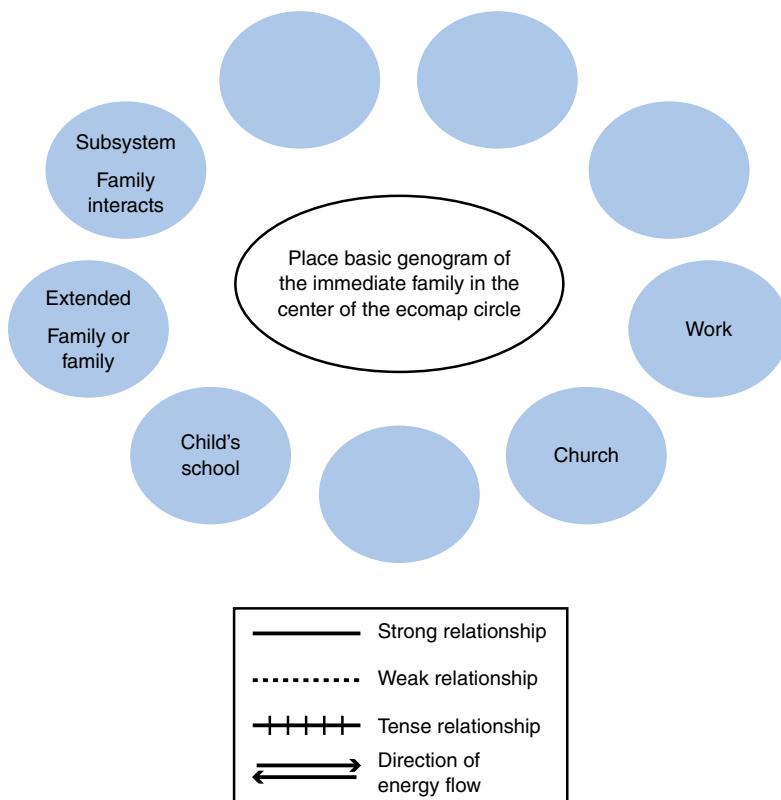 Subsystem
Family
interacts
Place basic genogram of
the immediate family in the
center of the ecomap circle
Extended
Family or
family
Work
Child's
school
Church
Strong relationship
Weak relationship
Tense relationship
Direction of
energy flow